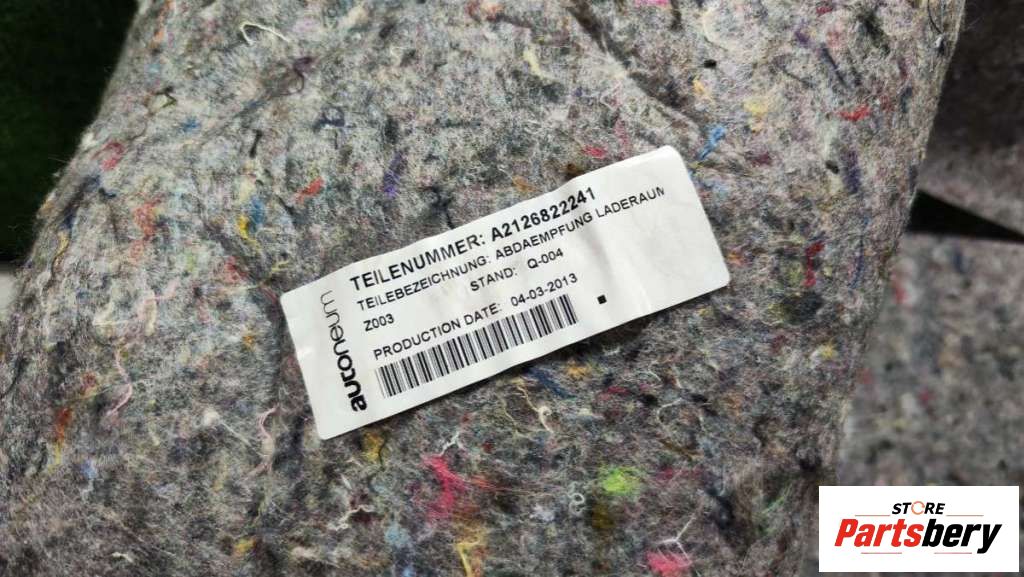 autoneum
TEILENUMMER: A2126822241
TEILEBEZEICHNUNG: ABDAEMPFUNG LADERAUM
Z003 STAND: Q-004
PRODUCTION DATE: 04-03-2013
STORE
Partsbery